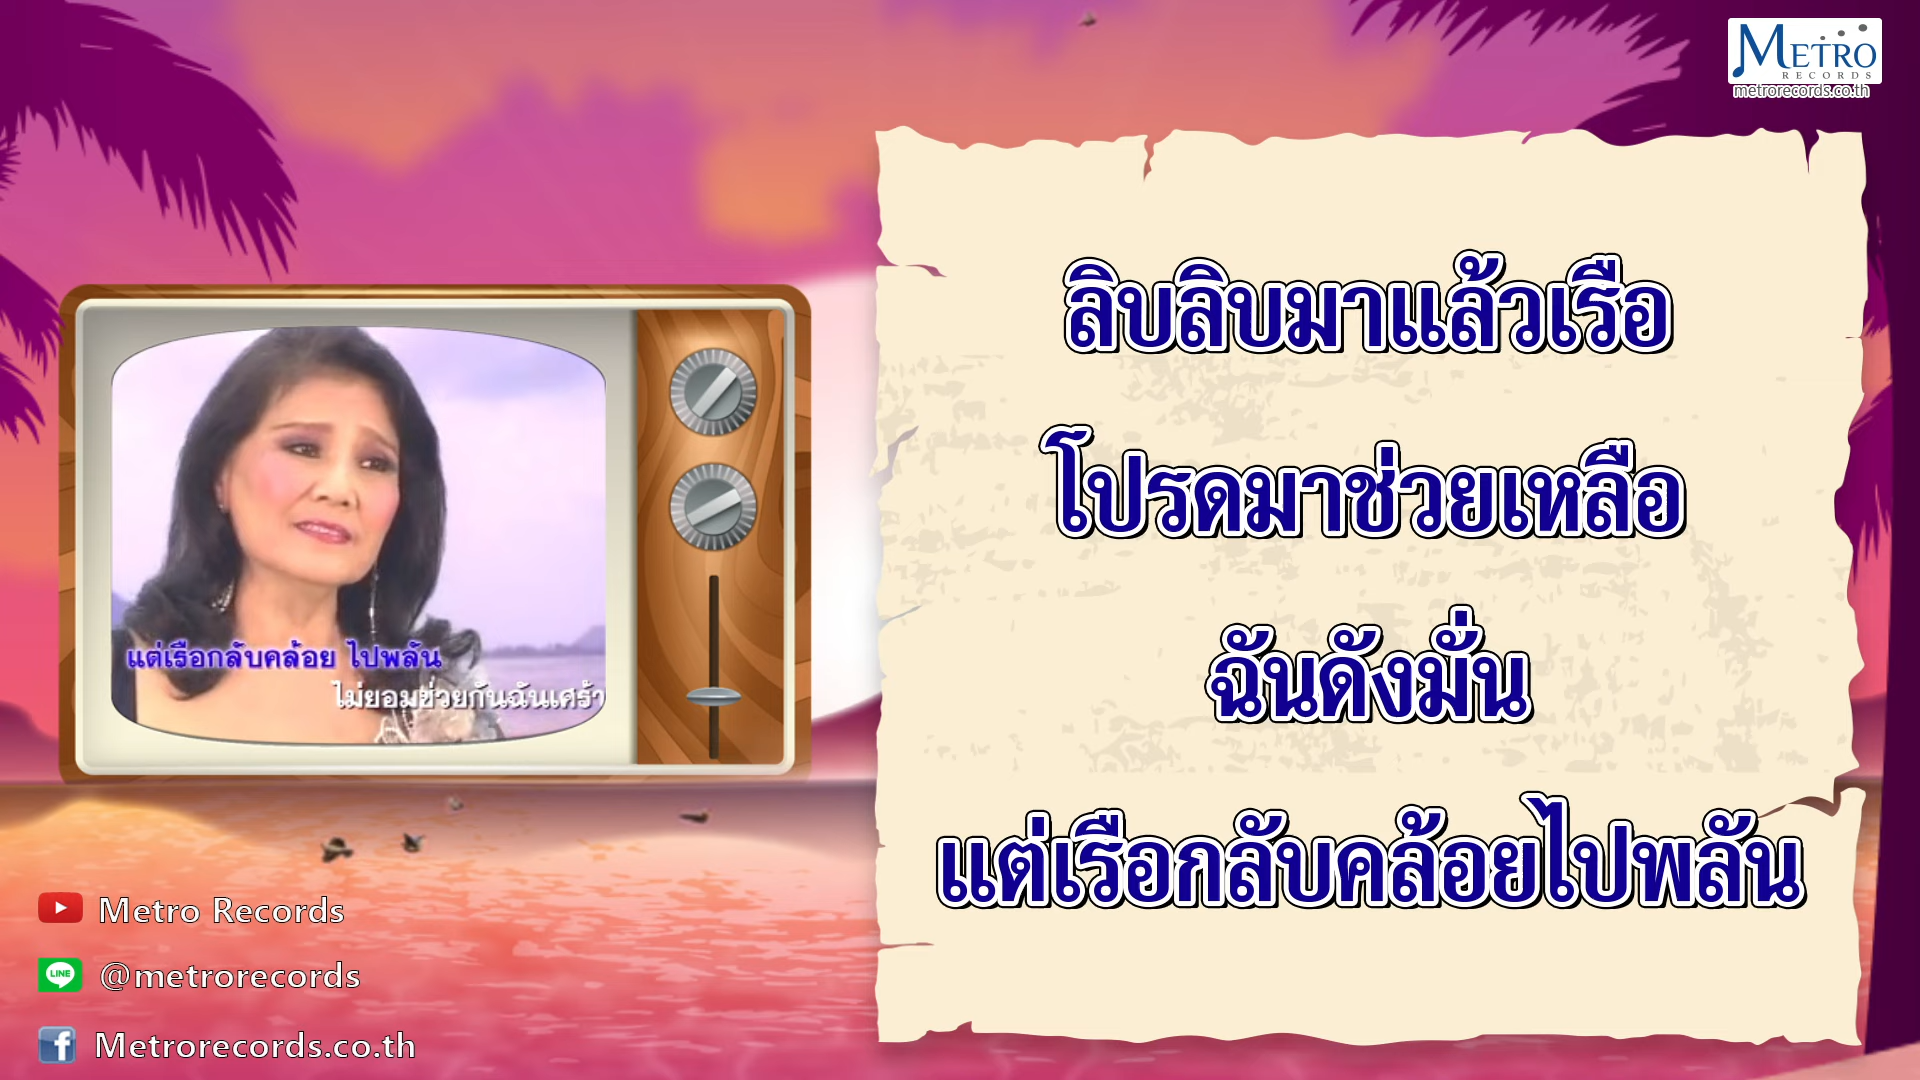 METRO
RECORDS
metrorecords.co.th
ลิบลิบมาแล้วเรือ
โปรดมาช่วยเหลือ
ฉันดังมั่น
แต่เรือกลับคล้อยไปพลัน
แต่เรือกลับคล้อย ไปพลัน
ไม่ยอมช่วยกันฉันเศร้า
Metro Records
LINE
@metrorecords
Metrorecords.co.th